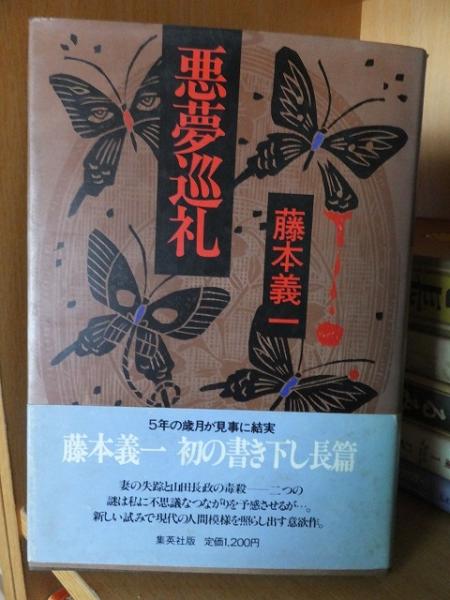 悪夢巡礼
藤本義一
5年の歳月が見事に結実
藤本義一 初の書き下し長篇
妻の失踪と山田長政の毒殺——二つの
謎は私に不思議なつながりを予感させるが…。
新しい試みで現代の人間模様を照らし出す意欲作。
集英社版 定価1,200円